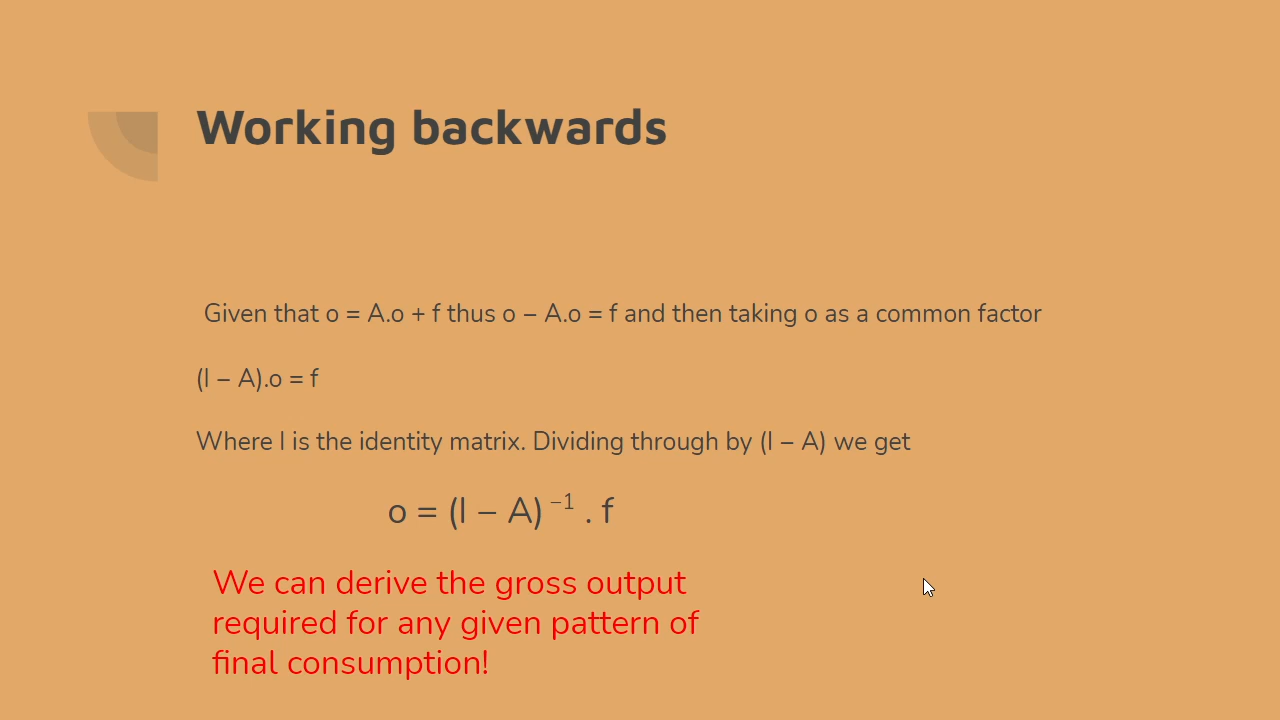 Working backwards
Given that o = A.o + f thus o − A.o = f and then taking o as a common factor
(I − A).o = f
Where I is the identity matrix. Dividing through by (I − A) we get
o = (I − A) ⁻¹ . f
We can derive the gross output
required for any given pattern of
final consumption!